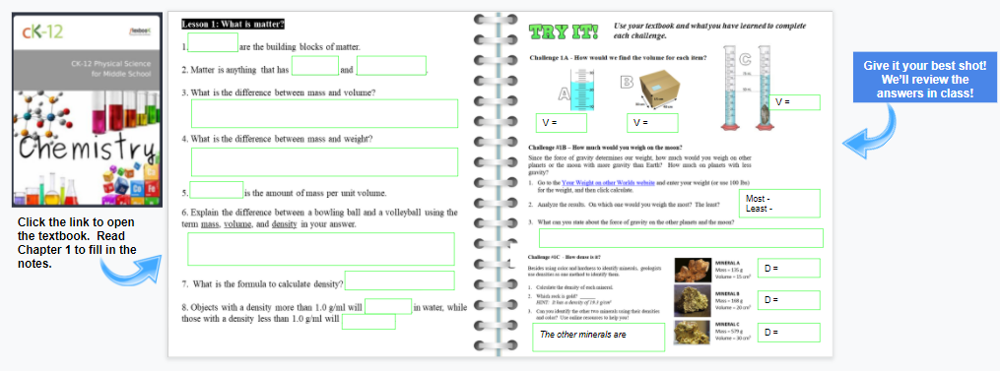 cK-12
flexbook
CK-12 Physical Science
for Middle School
Chemistry
Click the link to open
the textbook. Read
Chapter 1 to fill in the
notes.
Lesson 1: What is matter?
1. are the building blocks of matter.
2. Matter is anything that has and .
3. What is the difference between mass and volume?
4. What is the difference between mass and weight?
5. is the amount of mass per unit volume.
6. Explain the difference between a bowling ball and a volleyball using the
term mass, volume, and density in your answer.
7. What is the formula to calculate density?
8. Objects with a density more than 1.0 g/ml will in water, while
those with a density less than 1.0 g/ml will
TRY IT!
Use your textbook and what you have learned to complete
each challenge.
Challenge 1A - How would we find the volume for each item?
A
B
C
V =
V =
V =
Challenge #1B – How much would you weigh on the moon?
Since the force of gravity determines our weight, how much would you weigh on other
planets or the moon with more gravity than Earth? How much on planets with less
gravity?
1. Go to the Your Weight on other Worlds website and enter your weight (or use 100 lbs)
for the weight, and then click calculate.
2. Analyze the results. On which one would you weigh the most? The least?
Most -
Least -
3. What can you state about the force of gravity on the other planets and the moon?
Challenge #1C – How dense is it?
Besides using color and hardness to identify minerals, geologists
use densities as one method to identify them.
1. Calculate the density of each mineral.
2. Which rock is gold? ______
HINT: It has a density of 19.3 g/cm³
3. Can you identify the other two minerals using their densities
and color? Use online resources to help you!
The other minerals are
MINERAL A
Mass = 135 g
Volume = 15 cm³
D =
MINERAL B
Mass = 168 g
Volume = 20 cm³
D =
MINERAL C
Mass = 579 g
Volume = 30 cm³
D =
Give it your best shot!
We'll review the
answers in class!